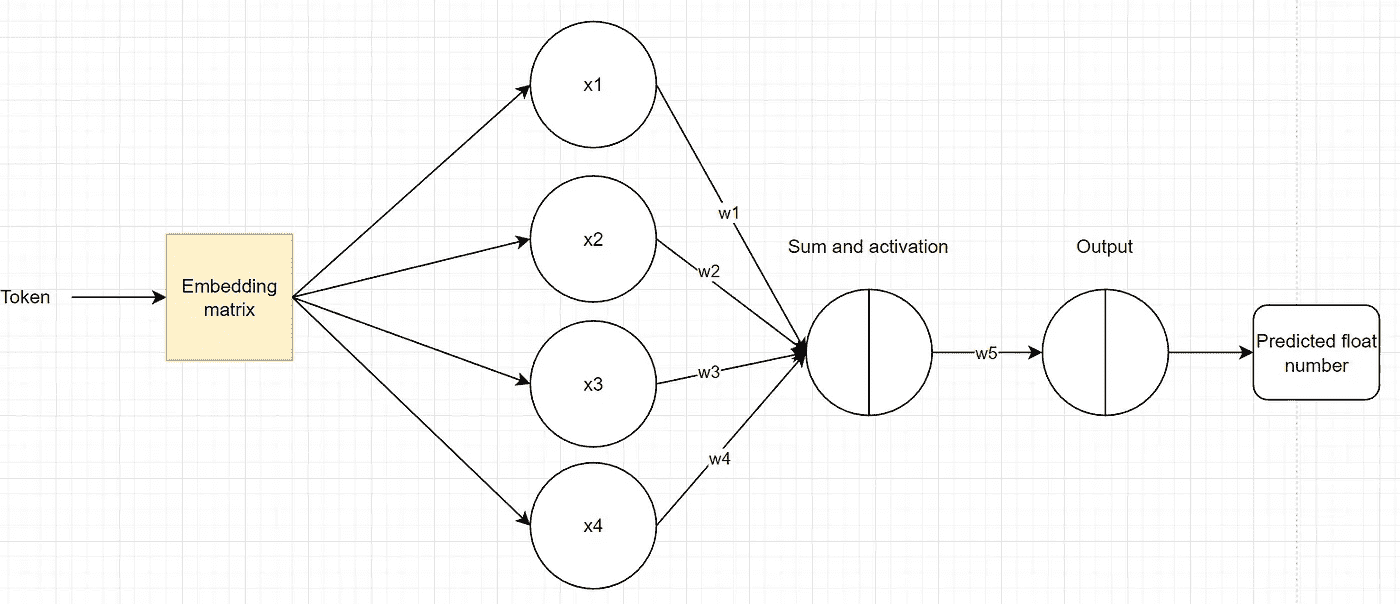 Token
Embedding
matrix
x1
x2
x3
x4
w1
w2
w3
w4
Sum and activation
w5
Output
Predicted float
number